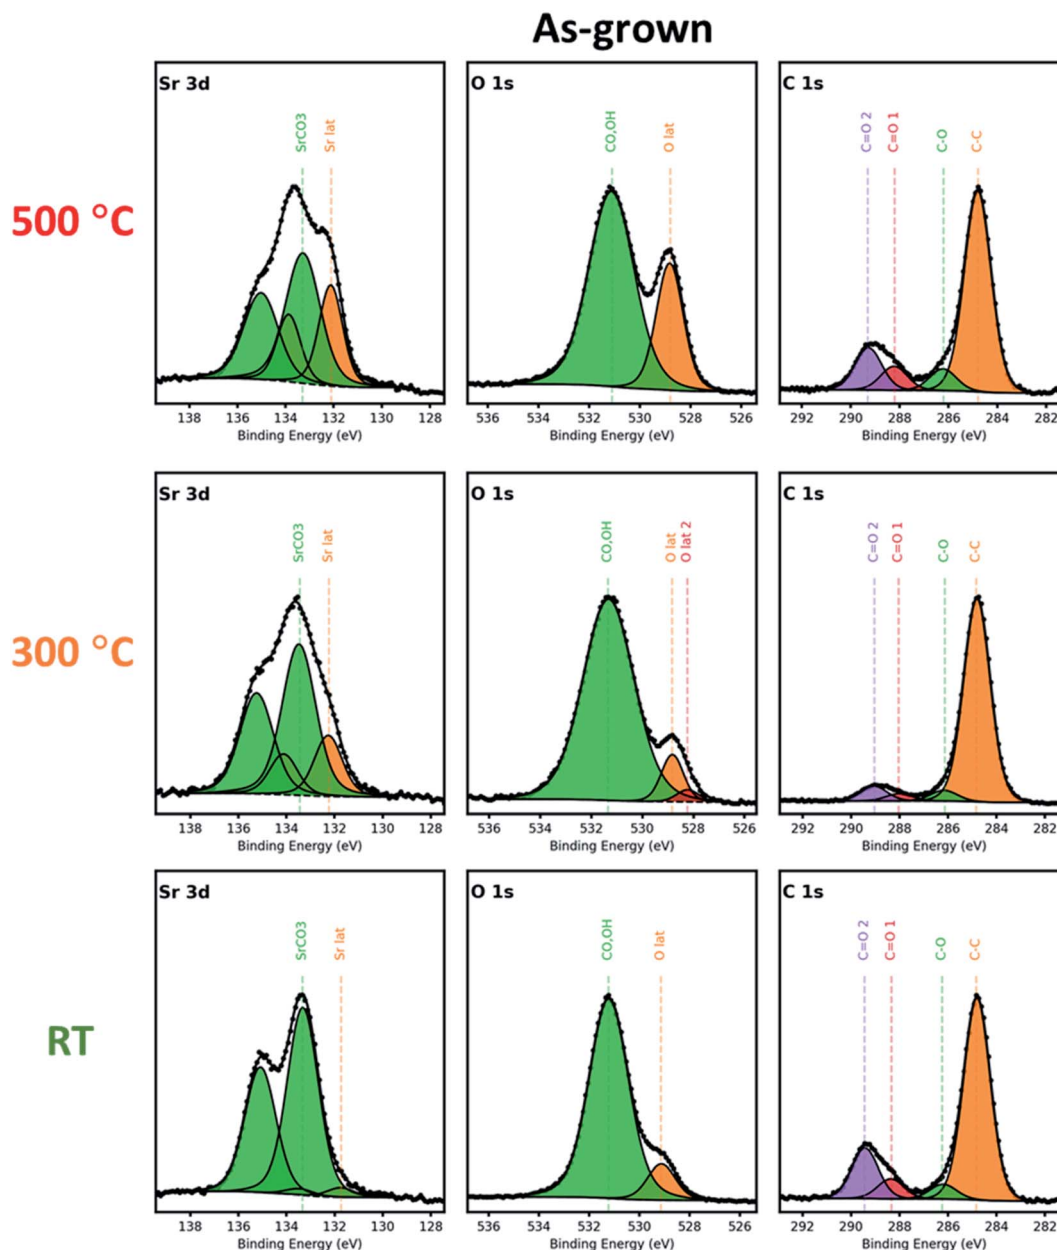 As-grown
500 °C
Sr 3d
SrCO3
Sr lat
138 136 134 132 130 128
Binding Energy (eV)
O 1s
CO,OH
O lat
536 534 532 530 528 526
Binding Energy (eV)
C 1s
C=O 2
C=O 1
C-O
C-C
292 290 288 286 284 282
Binding Energy (eV)
300 °C
Sr 3d
SrCO3
Sr lat
138 136 134 132 130 128
Binding Energy (eV)
O 1s
CO,OH
O lat
O lat 2
536 534 532 530 528 526
Binding Energy (eV)
C 1s
C=O 2
C=O 1
C-O
C-C
292 290 288 286 284 282
Binding Energy (eV)
RT
Sr 3d
SrCO3
Sr lat
138 136 134 132 130 128
Binding Energy (eV)
O 1s
CO,OH
O lat
536 534 532 530 528 526
Binding Energy (eV)
C 1s
C=O 2
C=O 1
C-O
C-C
292 290 288 286 284 282
Binding Energy (eV)